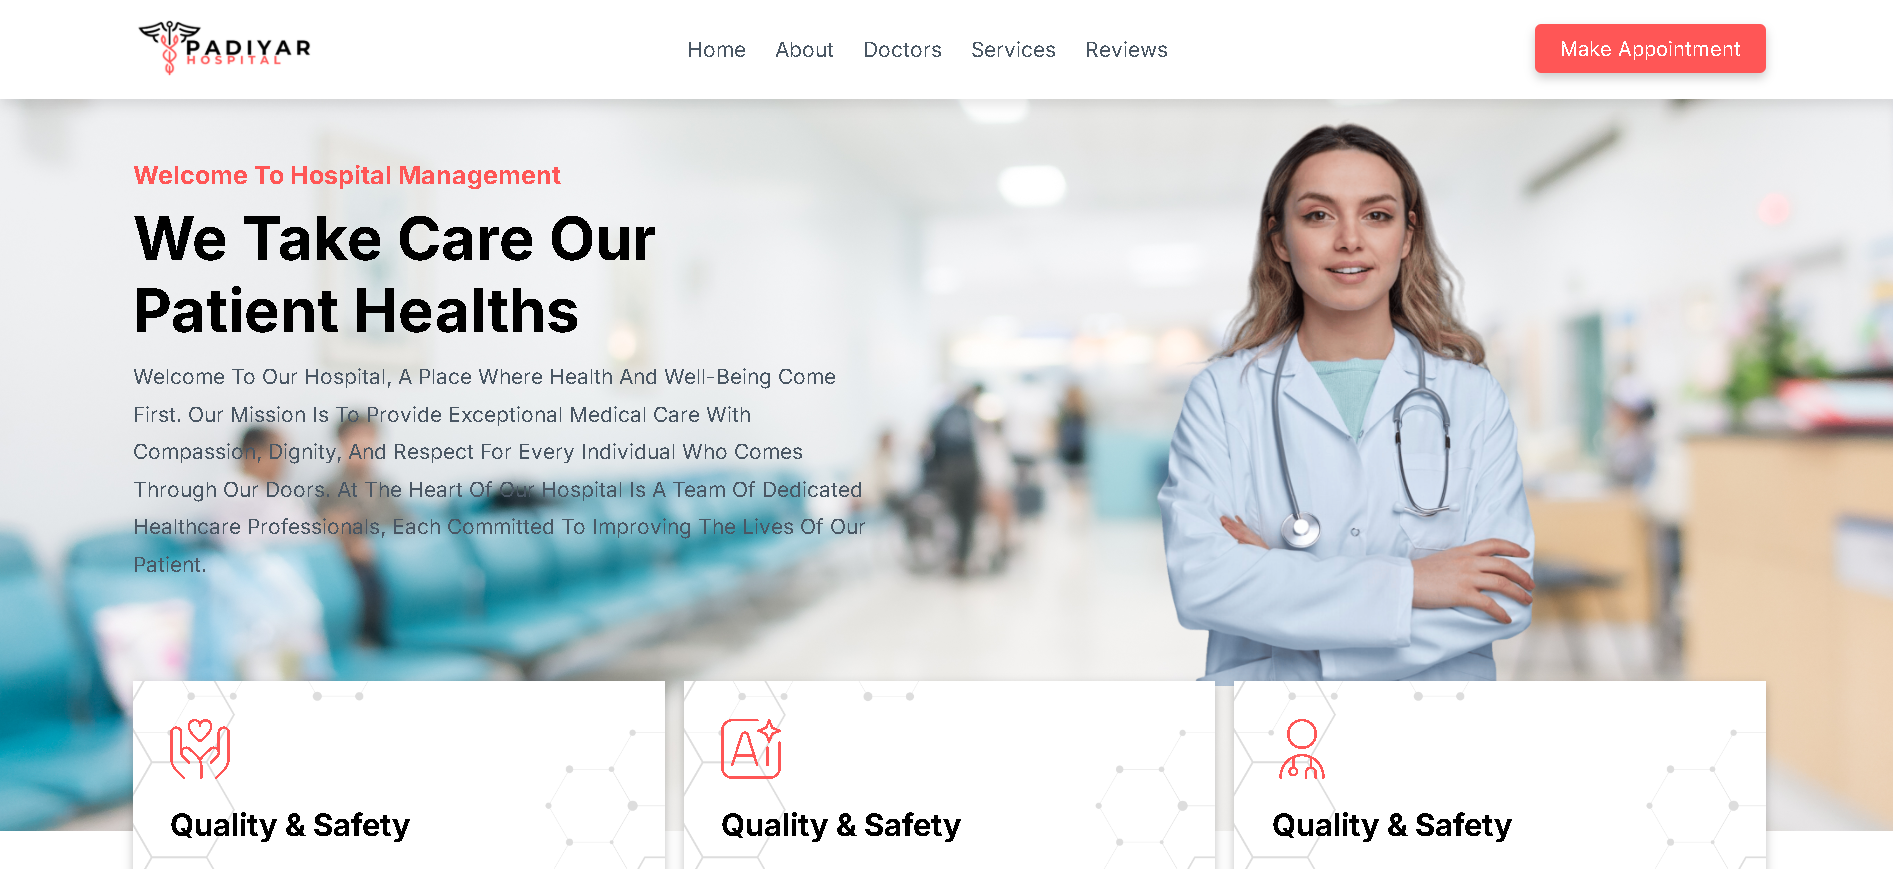 PADIYAR
HOSPITAL
Home About Doctors Services Reviews
Make Appointment
Welcome To Hospital Management
We Take Care Our
Patient Healths
Welcome To Our Hospital, A Place Where Health And Well-Being Come
First. Our Mission Is To Provide Exceptional Medical Care With
Compassion, Dignity, And Respect For Every Individual Who Comes
Through Our Doors. At The Heart Of Our Hospital Is A Team Of Dedicated
Healthcare Professionals, Each Committed To Improving The Lives Of Our
Patient.
Ai
Quality & Safety
Quality & Safety
Quality & Safety